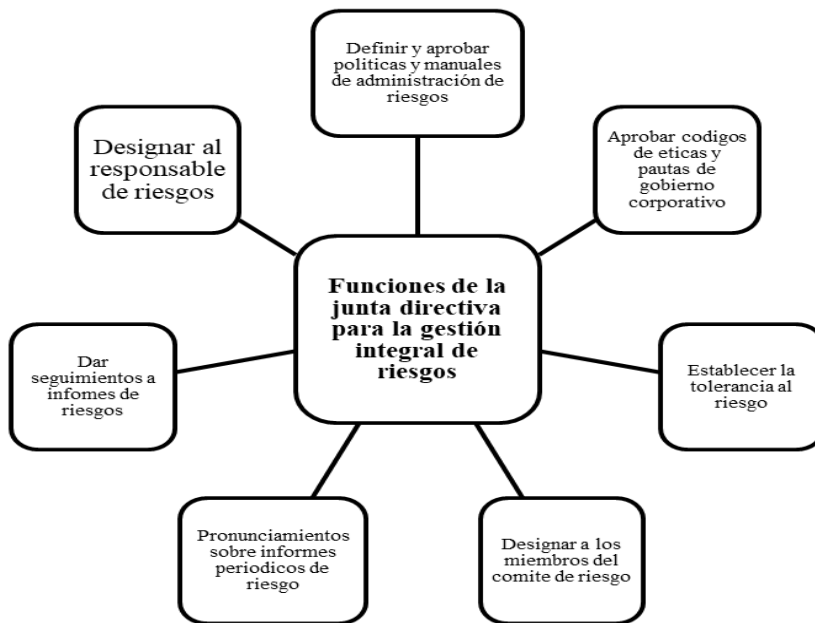 Definir y aprobar
politicas y manuales
de administración de
riesgos
Designar al
responsable
de riesgos
Aprobar codigos
de eticas y
pautas de
gobierno
corporativo
Funciones de la
junta directiva
para la gestión
integral de
riesgos
Dar
seguimientos a
infomes de
riesgos
Establecer la
tolerancia al
riesgo
Pronunciamientos
sobre informes
periodicos de
riesgo
Designar a los
miembros del
comite de riesgo